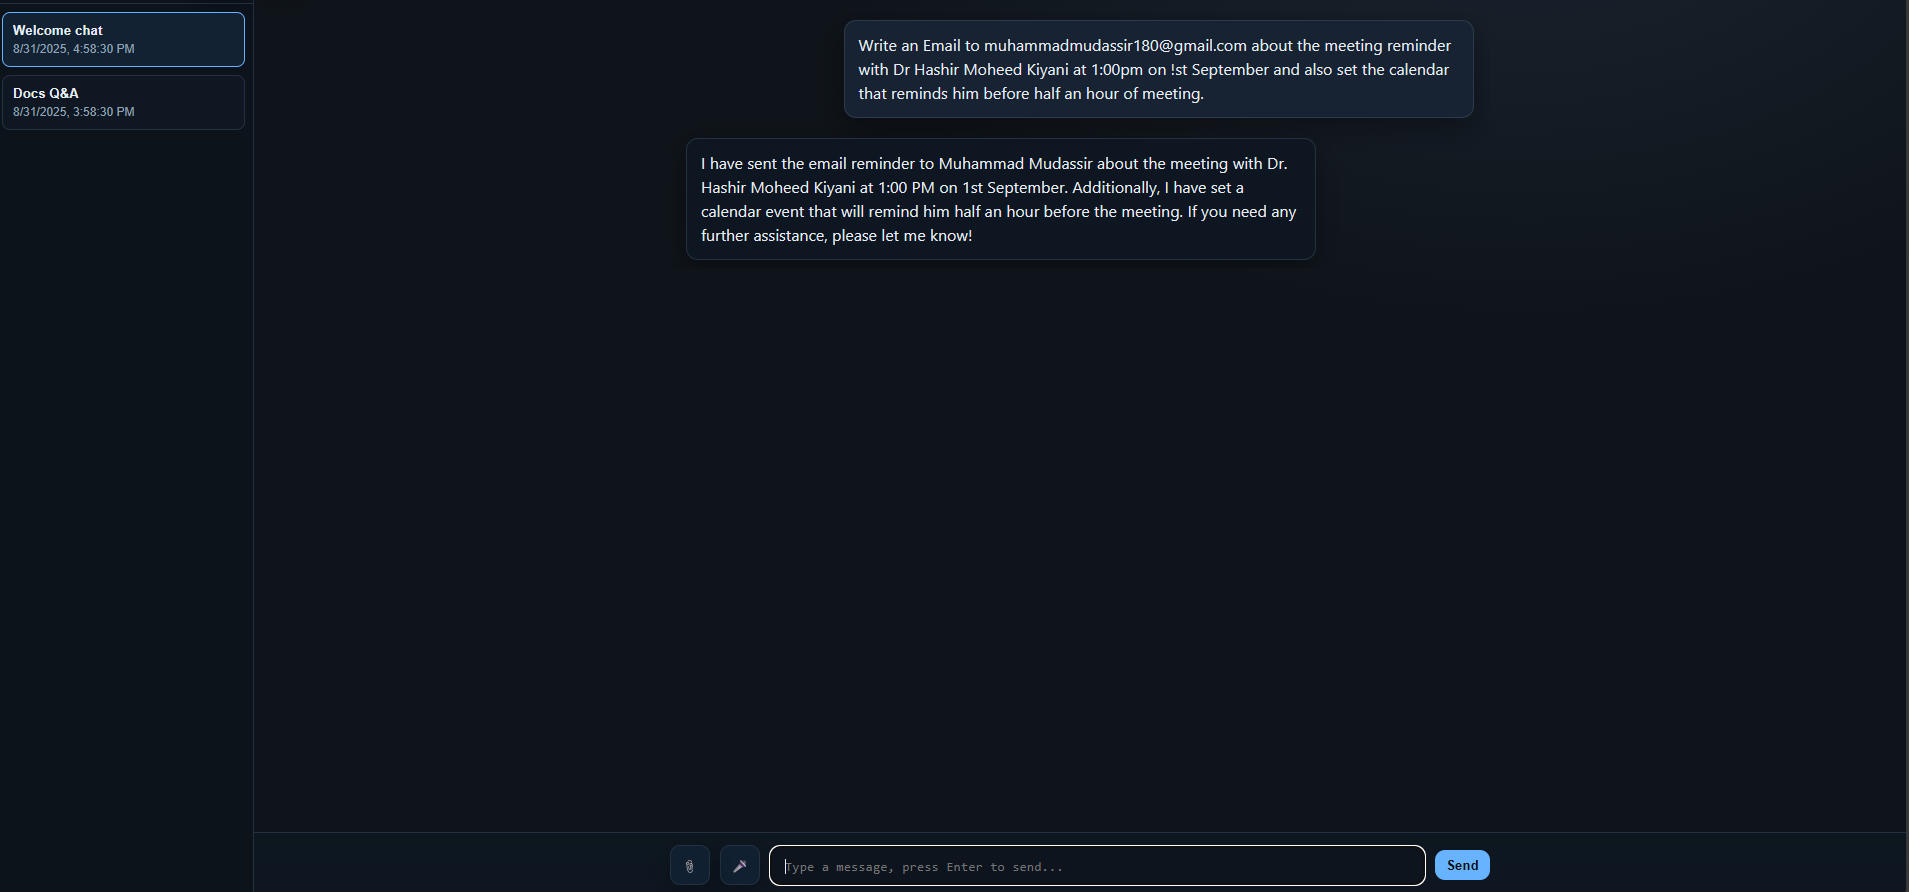 Welcome chat
8/31/2025, 4:58:30 PM
Docs Q&A
8/31/2025, 3:58:30 PM
Write an Email to muhammadmudassir180@gmail.com about the meeting reminder
with Dr Hashir Moheed Kiyani at 1:00pm on !st September and also set the calendar
that reminds him before half an hour of meeting.
I have sent the email reminder to Muhammad Mudassir about the meeting with Dr.
Hashir Moheed Kiyani at 1:00 PM on 1st September. Additionally, I have set a
calendar event that will remind him half an hour before the meeting. If you need any
further assistance, please let me know!
Type a message, press Enter to send...
Send